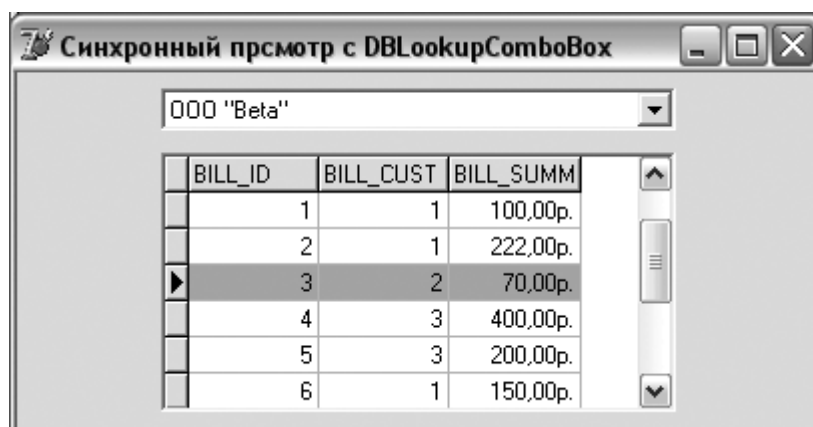 Синхронный прсмотр с DBLookupComboBox
ООО "Beta"
BILL_ID BILL_CUST BILL_SUMM
1 1 100,00р.
2 1 222,00р.
3 2 70,00р.
4 3 400,00р.
5 3 200,00р.
6 1 150,00р.